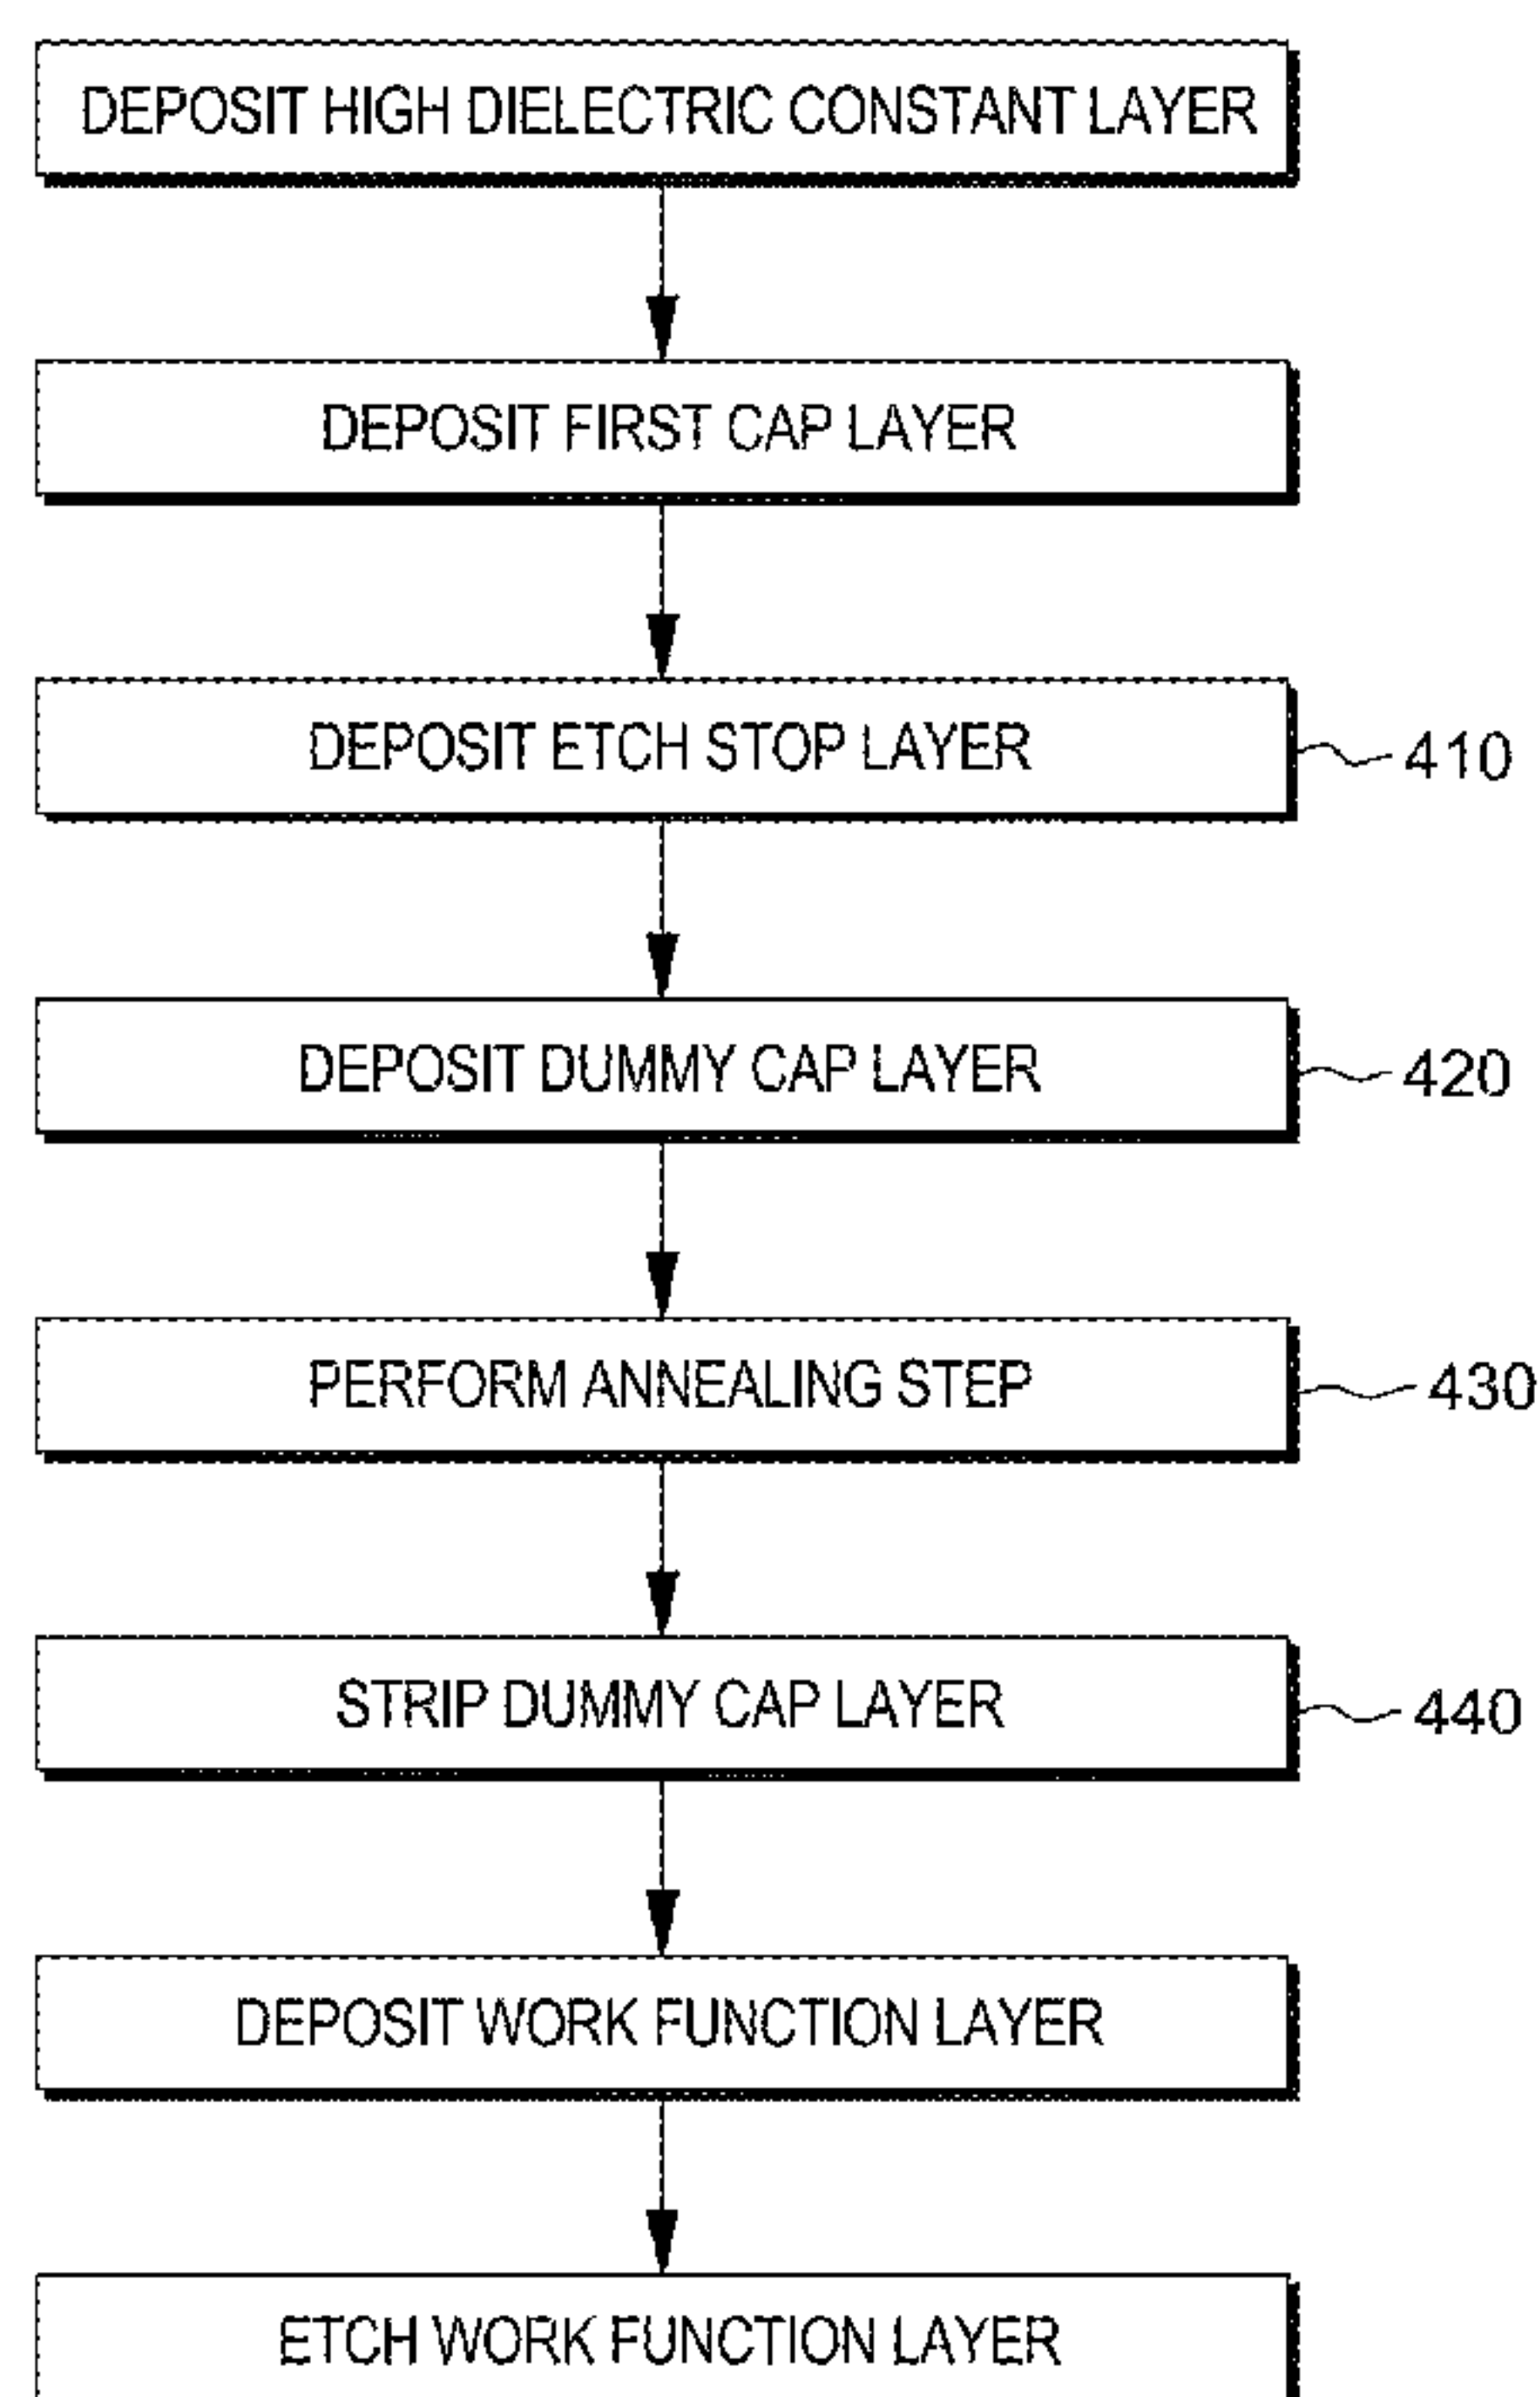 DEPOSIT HIGH DIELECTRIC CONSTANT LAYER
DEPOSIT FIRST CAP LAYER
DEPOSIT ETCH STOP LAYER 410
DEPOSIT DUMMY CAP LAYER 420
PERFORM ANNEALING STEP 430
STRIP DUMMY CAP LAYER 440
DEPOSIT WORK FUNCTION LAYER
ETCH WORK FUNCTION LAYER